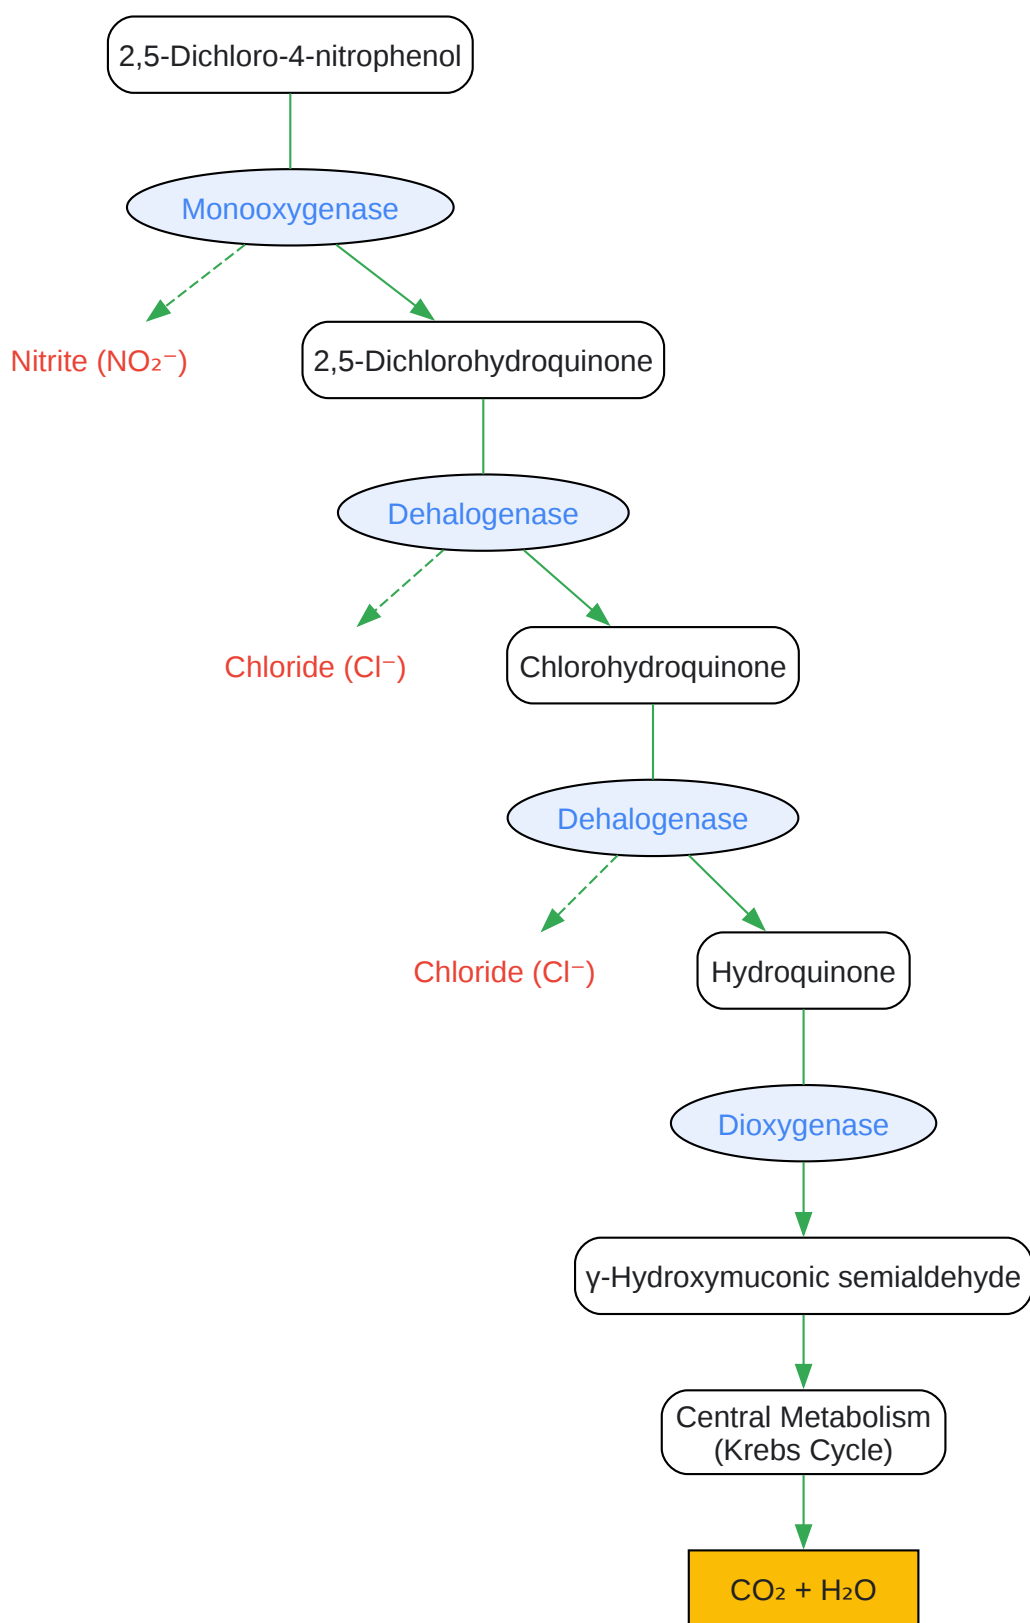 2,5-Dichloro-4-nitrophenol
Monooxygenase
Nitrite (NO₂⁻)
2,5-Dichlorohydroquinone
Dehalogenase
Chloride (Cl⁻)
Chlorohydroquinone
Dehalogenase
Chloride (Cl⁻)
Hydroquinone
Dioxygenase
γ-Hydroxymuconic semialdehyde
Central Metabolism
(Krebs Cycle)
CO₂ + H₂O